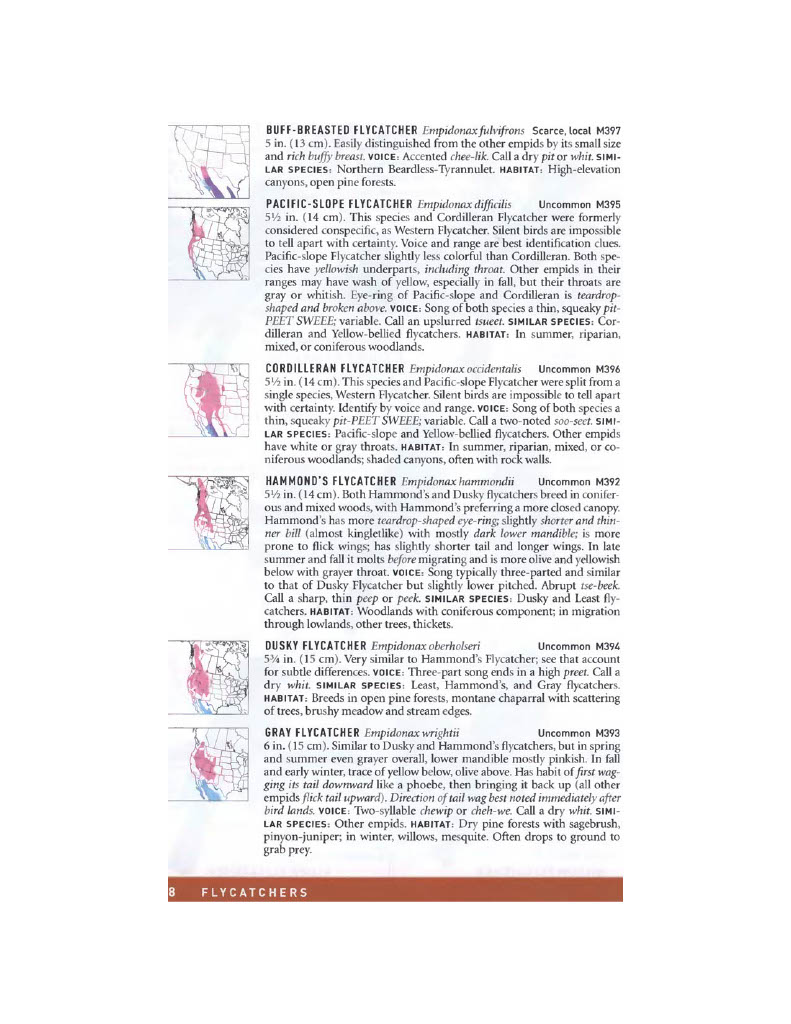 BUFF-BREASTED FLYCATCHER Empidonax fulvifrons Scarce, local M397
5 in. (13 cm). Easily distinguished from the other empids by its small size
and rich buffy breast. VOICE: Accented chee-lik. Call a dry pit or whit. SIMI-
LAR SPECIES: Northern Beardless-Tyrannulet. HABITAT: High-elevation
canyons, open pine forests.
PACIFIC-SLOPE FLYCATCHER Empidonax difficilis Uncommon M395
5½ in. (14 cm). This species and Cordilleran Flycatcher were formerly
considered conspecific, as Western Flycatcher. Silent birds are impossible
to tell apart with certainty. Voice and range are best identification clues.
Pacific-slope Flycatcher slightly less colorful than Cordilleran. Both spe-
cies have yellowish underparts, including throat. Other empids in their
ranges may have wash of yellow, especially in fall, but their throats are
gray or whitish. Eye-ring of Pacific-slope and Cordilleran is teardrop-
shaped and broken above. VOICE: Song of both species a thin, squeaky pit-
PEET SWEEE; variable. Call an upslurred tsueet. SIMILAR SPECIES: Cor-
dilleran and Yellow-bellied flycatchers. HABITAT: In summer, riparian,
mixed, or coniferous woodlands.
CORDILLERAN FLYCATCHER Empidonax occidentalis Uncommon M396
5½ in. (14 cm). This species and Pacific-slope Flycatcher were split from a
single species, Western Flycatcher. Silent birds are impossible to tell apart
with certainty. Identify by voice and range. VOICE: Song of both species a
thin, squeaky pit-PEET SWEEE; variable. Call a two-noted soo-seet. SIMI-
LAR SPECIES: Pacific-slope and Yellow-bellied flycatchers. Other empids
have white or gray throats. HABITAT: In summer, riparian, mixed, or co-
niferous woodlands; shaded canyons, often with rock walls.
HAMMOND'S FLYCATCHER Empidonax hammondii Uncommon M392
5½ in. (14 cm). Both Hammond's and Dusky flycatchers breed in conifer-
ous and mixed woods, with Hammond's preferring a more closed canopy.
Hammond's has more teardrop-shaped eye-ring; slightly shorter and thin-
ner bill (almost kingletlike) with mostly dark lower mandible; is more
prone to flick wings; has slightly shorter tail and longer wings. In late
summer and fall it molts before migrating and is more olive and yellowish
below with grayer throat. VOICE: Song typically three-parted and similar
to that of Dusky Flycatcher but slightly lower pitched. Abrupt tse-beek.
Call a sharp, thin peep or peek. SIMILAR SPECIES: Dusky and Least fly-
catchers. HABITAT: Woodlands with coniferous component; in migration
through lowlands, other trees, thickets.
DUSKY FLYCATCHER Empidonax oberholseri Uncommon M394
5¾ in. (15 cm). Very similar to Hammond's Flycatcher; see that account
for subtle differences. VOICE: Three-part song ends in a high preet. Call a
dry whit. SIMILAR SPECIES: Least, Hammond's, and Gray flycatchers.
HABITAT: Breeds in open pine forests, montane chaparral with scattering
of trees, brushy meadow and stream edges.
GRAY FLYCATCHER Empidonax wrightii Uncommon M393
6 in. (15 cm). Similar to Dusky and Hammond's flycatchers, but in spring
and summer even grayer overall, lower mandible mostly pinkish. In fall
and early winter, trace of yellow below, olive above. Has habit of first wag-
ging its tail downward like a phoebe, then bringing it back up (all other
empids flick tail upward). Direction of tail wag best noted immediately after
bird lands. VOICE: Two-syllable chewip or cheh-we. Call a dry whit. SIMI-
LAR SPECIES: Other empids. HABITAT: Dry pine forests with sagebrush,
pinyon-juniper; in winter, willows, mesquite. Often drops to ground to
grab prey.
8 FLYCATCHERS